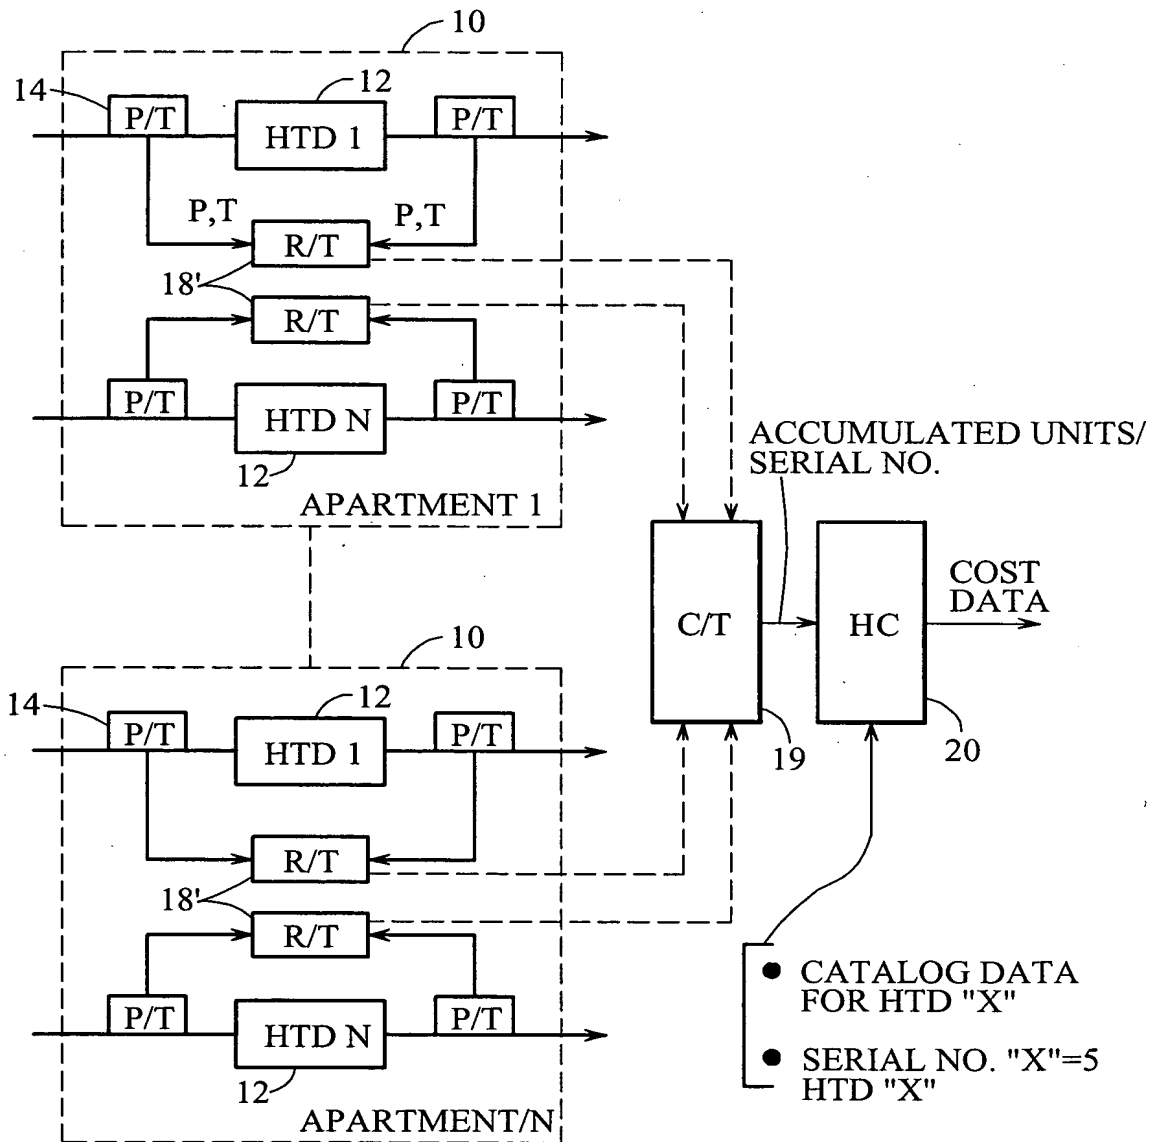 10
14
12
P/T
HTD 1
P/T
P,T
P,T
R/T
18'
R/T
P/T
HTD N
P/T
12
APARTMENT 1
ACCUMULATED UNITS/
SERIAL NO.
C/T
HC
COST
DATA
19
20
10
14
12
P/T
HTD 1
P/T
R/T
18'
R/T
P/T
HTD N
P/T
12
APARTMENT/N
● CATALOG DATA
FOR HTD "X"
● SERIAL NO. "X"=5
HTD "X"